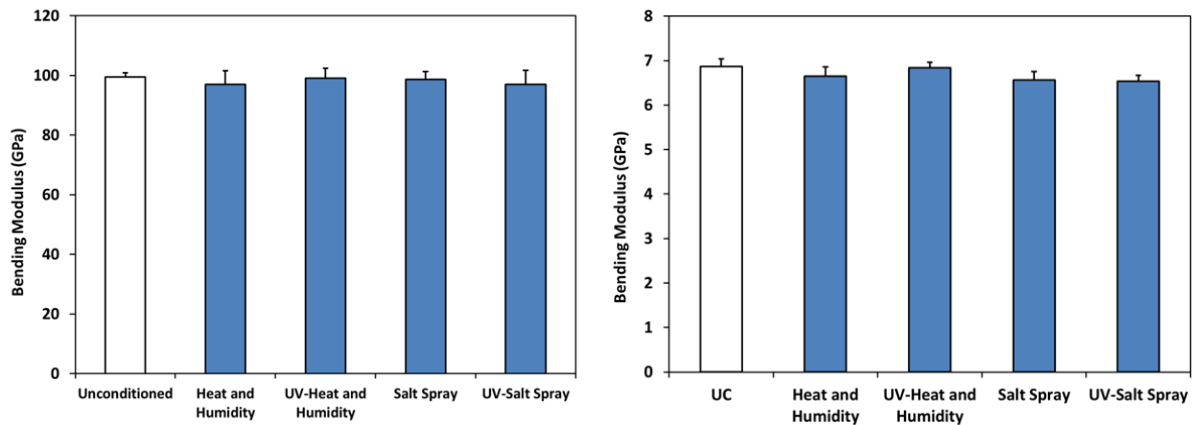 120
100
80
60
40
20
0
Bending Modulus (GPa)
Unconditioned
Heat and
Humidity
UV-Heat and
Humidity
Salt Spray
UV-Salt Spray
8
7
6
5
4
3
2
1
0
Bending Modulus (GPa)
UC
Heat and
Humidity
UV-Heat and
Humidity
Salt Spray
UV-Salt Spray